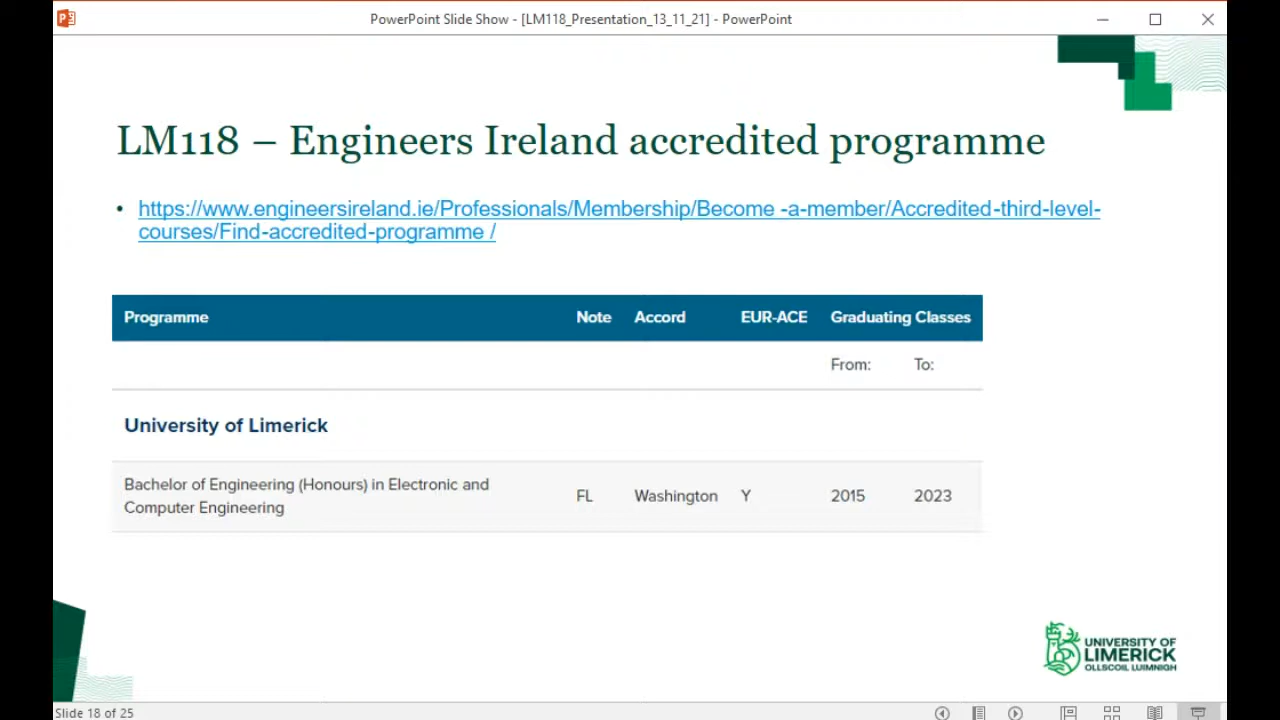 PowerPoint Slide Show - [LM118_Presentation_13_11_21] - PowerPoint
LM118 – Engineers Ireland accredited programme
• https://www.engineersireland.ie/Professionals/Membership/Become -a-member/Accredited-third-level-
courses/Find-accredited-programme /
Programme Note Accord EUR-ACE Graduating Classes
From: To:
University of Limerick
Bachelor of Engineering (Honours) in Electronic and
Computer Engineering
FL Washington Y 2015 2023
UNIVERSITY OF
LIMERICK
OLLSCOIL LUIMNIGH
Slide 18 of 25